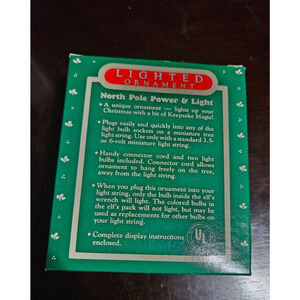 LIGHTED
ORNAMENT
North Pole Power & Light
• A unique ornament — lights up your
Christmas with a bit of Keepsake Magic!
• Plugs easily and quickly into any of the
light bulb sockets on a miniature tree
light string. Use only with a standard 3.5-
or 6-volt miniature light string.
• Handy connector cord and two light
bulbs included. Connector cord allows
ornament to hang freely on the tree,
away from the light string.
• When you plug this ornament into your
light string, only the bulb inside the elf's
wrench will light. The colored bulbs in
the elf's pack will not light, but may be
used as replacements for other bulbs on
your light string.
• Complete display instructions
enclosed.
UL